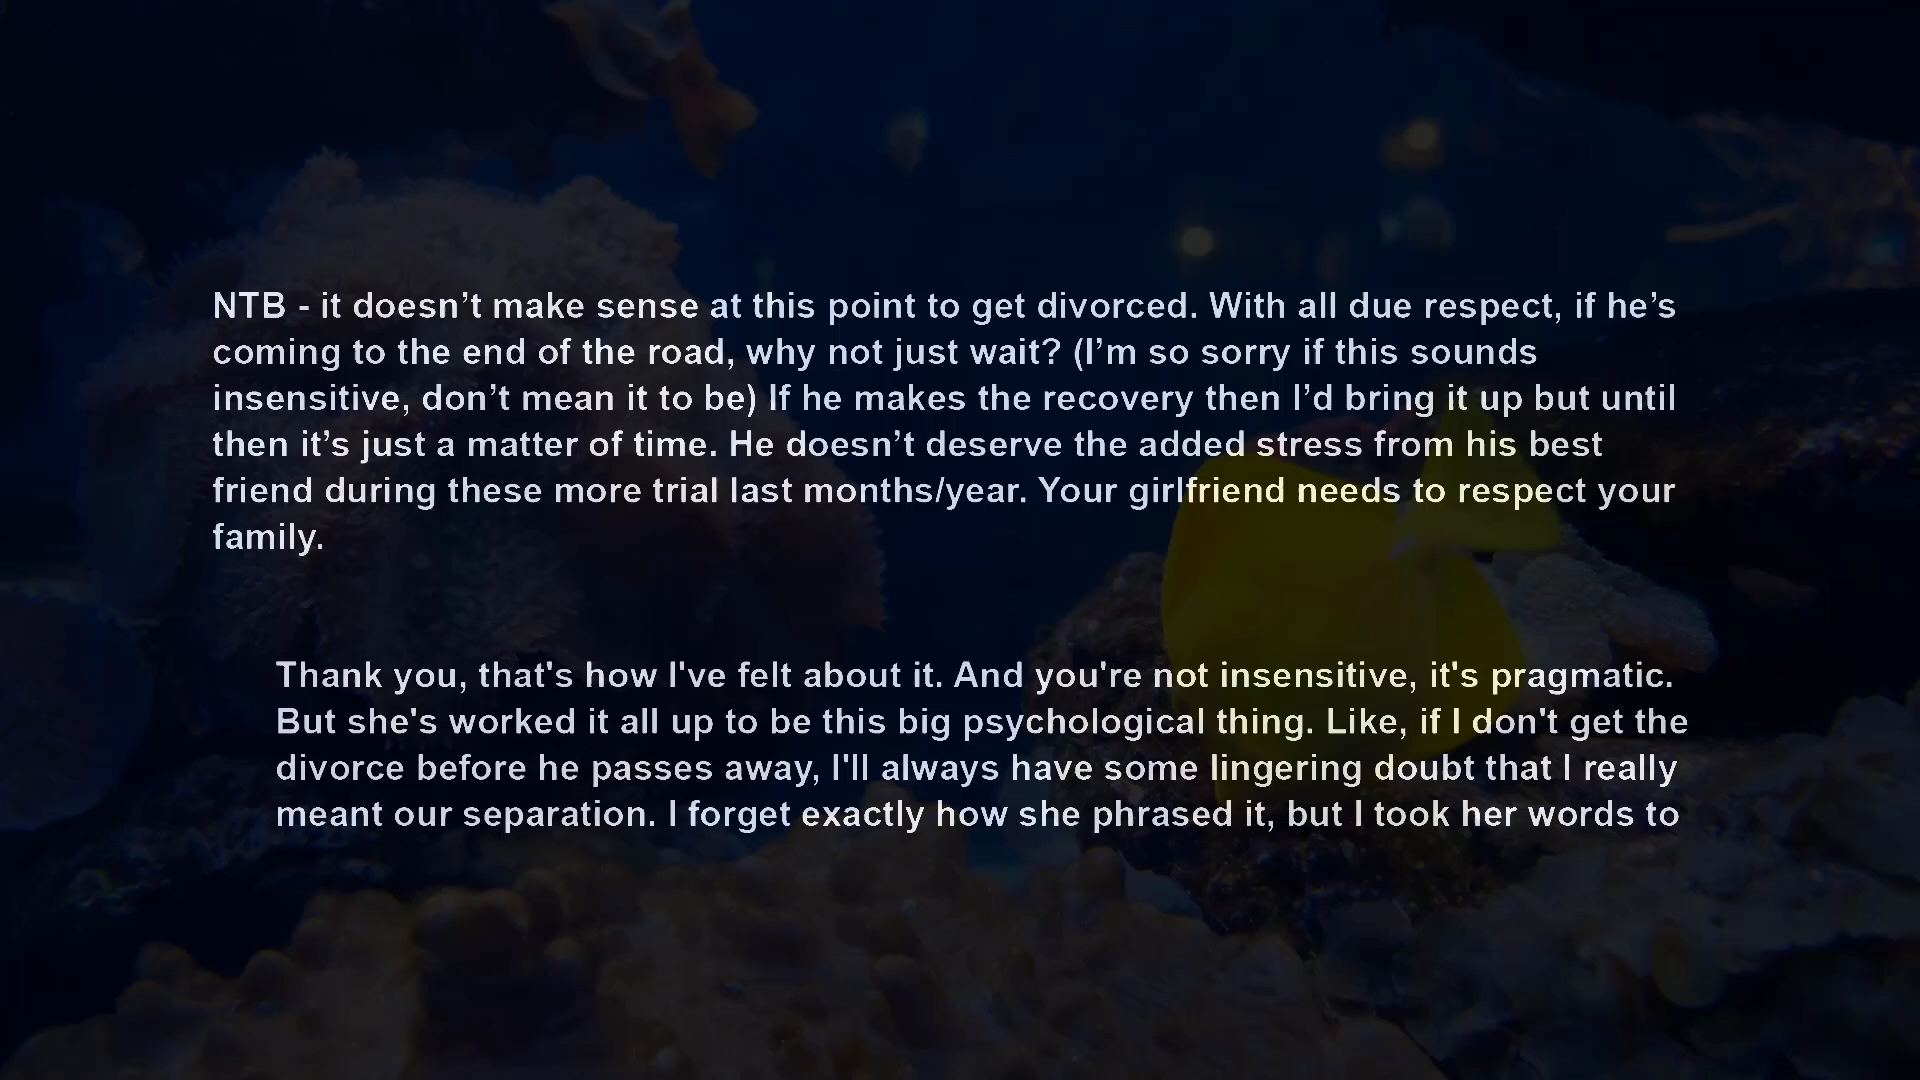 NTB - it doesn’t make sense at this point to get divorced. With all due respect, if he’s
coming to the end of the road, why not just wait? (I’m so sorry if this sounds
insensitive, don’t mean it to be) If he makes the recovery then I’d bring it up but until
then it’s just a matter of time. He doesn’t deserve the added stress from his best
friend during these more trial last months/year. Your girlfriend needs to respect your
family.
Thank you, that's how I've felt about it. And you're not insensitive, it's pragmatic.
But she's worked it all up to be this big psychological thing. Like, if I don't get the
divorce before he passes away, I'll always have some lingering doubt that I really
meant our separation. I forget exactly how she phrased it, but I took her words to